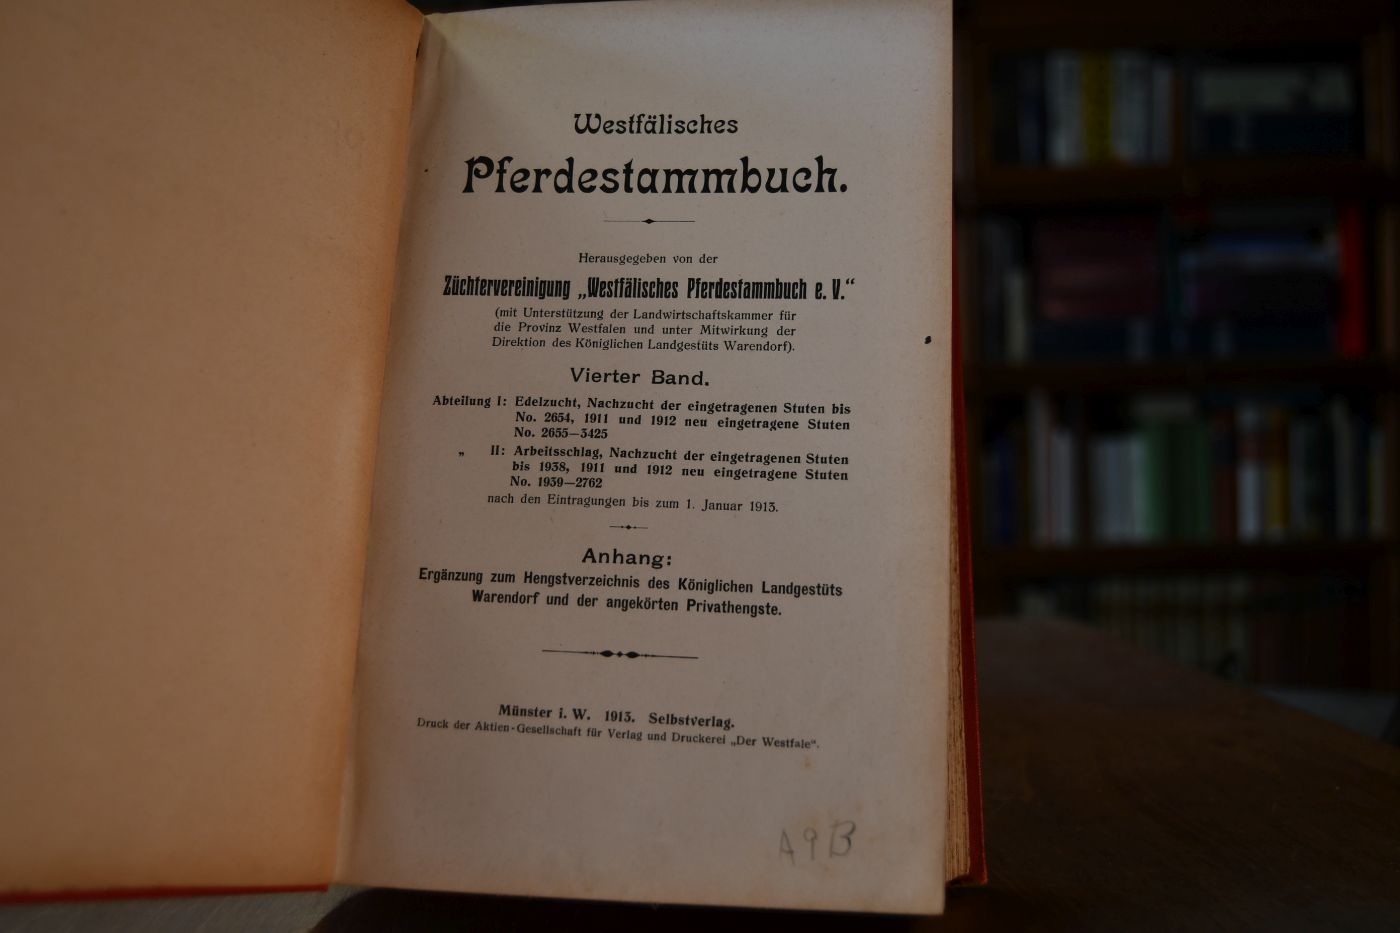 Westfälisches
Pferdestammbuch.
Herausgegeben von der
Züchtervereinigung „Westfälisches Pferdestammbuch e. V.“
(mit Unterstützung der Landwirtschaftskammer für
die Provinz Westfalen und unter Mitwirkung der
Direktion des Königlichen Landgestüts Warendorf).
Vierter Band.
Abteilung I: Edelzucht, Nachzucht der eingetragenen Stuten bis
No. 2654, 1911 und 1912 neu eingetragene Stuten
No. 2655—3425
„ II: Arbeitsschlag, Nachzucht der eingetragenen Stuten
bis 1938, 1911 und 1912 neu eingetragene Stuten
No. 1939—2762
nach den Eintragungen bis zum 1. Januar 1913.
Anhang:
Ergänzung zum Hengstverzeichnis des Königlichen Landgestüts
Warendorf und der angekörten Privathengste.
Münster i. W. 1913. Selbstverlag.
Druck der Aktien-Gesellschaft für Verlag und Druckerei „Der Westfale“.
A9B